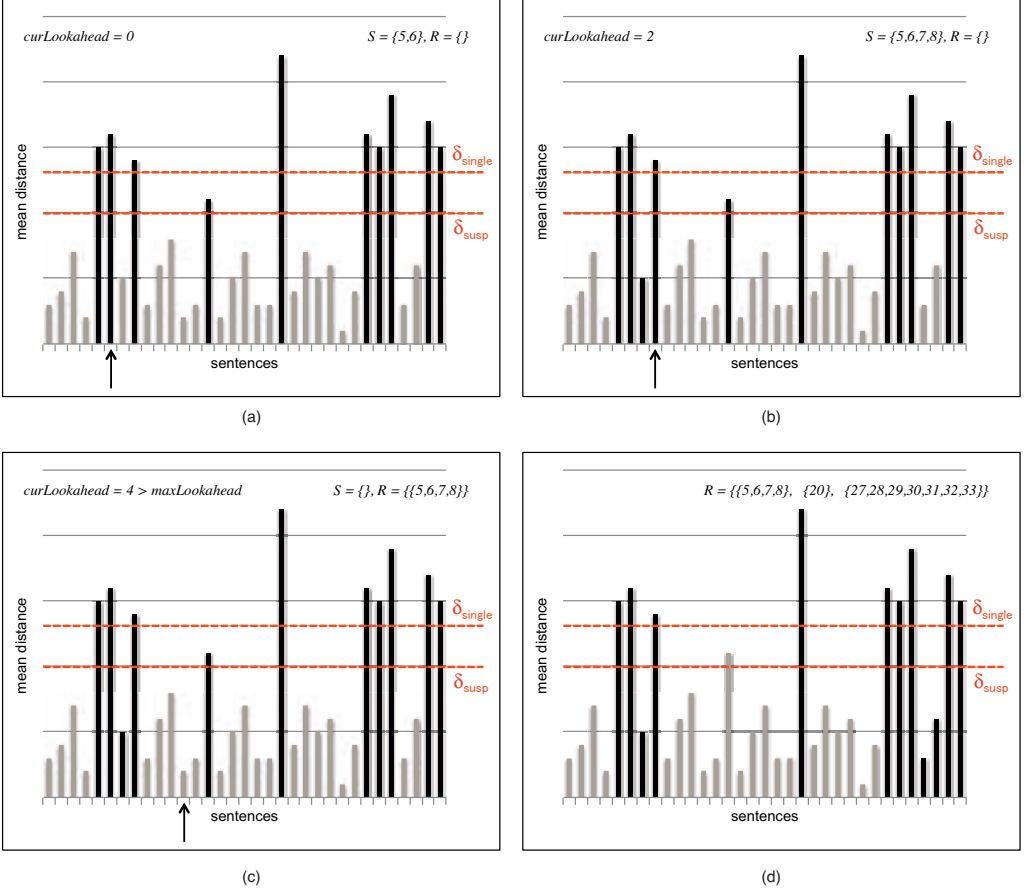 curLookahead = 0 S = {5,6}, R = {}
mean distance
δsingle
δsusp
sentences
(a)
curLookahead = 2 S = {5,6,7,8}, R = {}
mean distance
δsingle
δsusp
sentences
(b)
curLookahead = 4 > maxLookahead S = {}, R = {{5,6,7,8}}
mean distance
δsingle
δsusp
sentences
(c)
R = {{5,6,7,8}, {20}, {27,28,29,30,31,32,33}}
mean distance
δsingle
δsusp
sentences
(d)